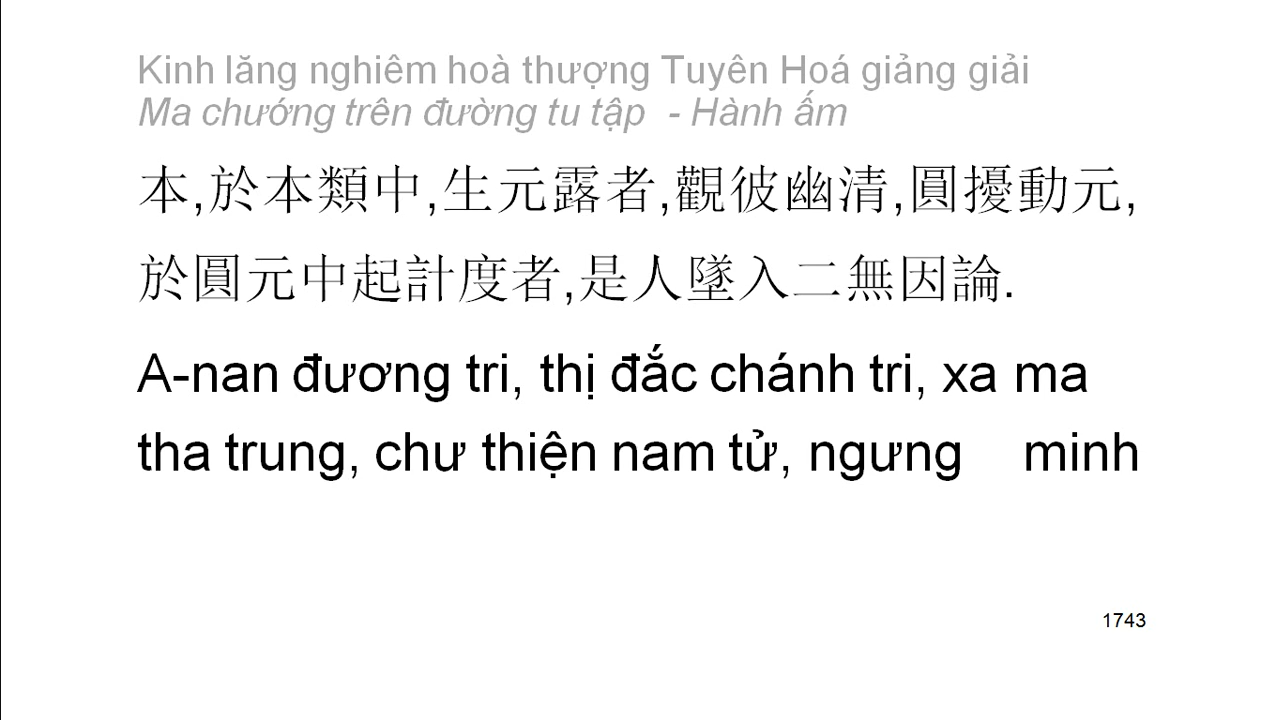 Kinh lăng nghiêm hoà thượng Tuyên Hoá giảng giải
Ma chướng trên đường tu tập - Hành ấm
本,於本類中,生元露者,觀彼幽清,圓擾動元,
於圓元中起計度者,是人墜入二無因論.
A-nan đương tri, thị đắc chánh tri, xa ma
tha trung, chư thiện nam tử, ngưng minh
1743